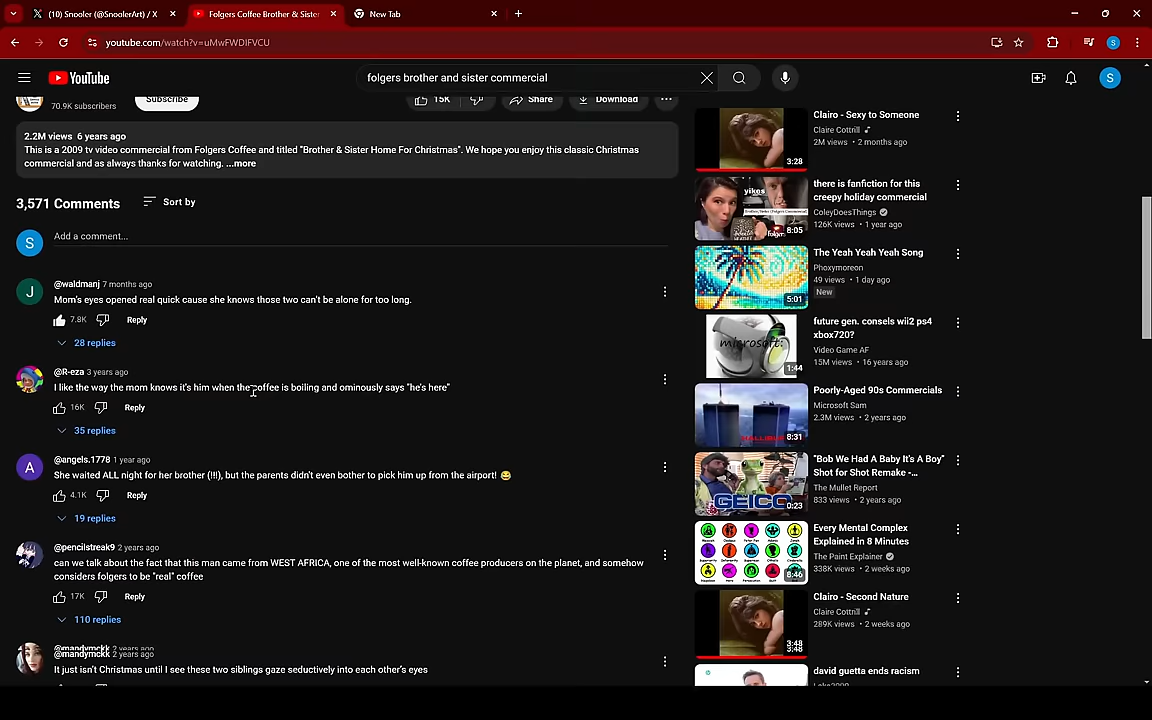 (10) Snooler (@SnoolerArt) / X
Folgers Coffee Brother & Sister
New Tab
youtube.com/watch?v=uMwFWDIFVCU
S
YouTube
folgers brother and sister commercial
S
70.9K subscribers
Subscribe
15K
Share
Download
2.2M views 6 years ago
This is a 2009 tv video commercial from Folgers Coffee and titled "Brother & Sister Home For Christmas". We hope you enjoy this classic Christmas
commercial and as always thanks for watching. ...more
3,571 Comments
Sort by
S
Add a comment...
J
@waldmanj 7 months ago
Mom's eyes opened real quick cause she knows those two can't be alone for too long.
7.8K
Reply
28 replies
@R-eza 3 years ago
I like the way the mom knows it's him when the coffee is boiling and ominously says "he's here"
16K
Reply
35 replies
A
@angels.1778 1 year ago
She waited ALL night for her brother (!!!), but the parents didn't even bother to pick him up from the airport! 😂
4.1K
Reply
19 replies
@pencilstreak9 2 years ago
can we talk about the fact that this man came from WEST AFRICA, one of the most well-known coffee producers on the planet, and somehow
considers folgers to be "real" coffee
17K
Reply
110 replies
@mandymckk 2 years ago
It just isn't Christmas until I see these two siblings gaze seductively into each other's eyes
3:28
Clairo - Sexy to Someone
Claire Cottrill
2M views • 2 months ago
yikes
8:05
there is fanfiction for this
creepy holiday commercial
ColeyDoesThings
126K views • 1 year ago
5:01
The Yeah Yeah Yeah Song
Phoxymoreon
49 views • 1 day ago
New
microsoft:
1:44
future gen. consels wii2 ps4
xbox720?
Video Game AF
15M views • 16 years ago
8:31
Poorly-Aged 90s Commercials
Microsoft Sam
2.3M views • 2 years ago
GEICO
0:23
"Bob We Had A Baby It's A Boy"
Shot for Shot Remake -...
The Mullet Report
833 views • 2 years ago
8:46
Every Mental Complex
Explained in 8 Minutes
The Paint Explainer
338K views • 2 weeks ago
3:48
Clairo - Second Nature
Claire Cottrill
289K views • 2 weeks ago
david guetta ends racism